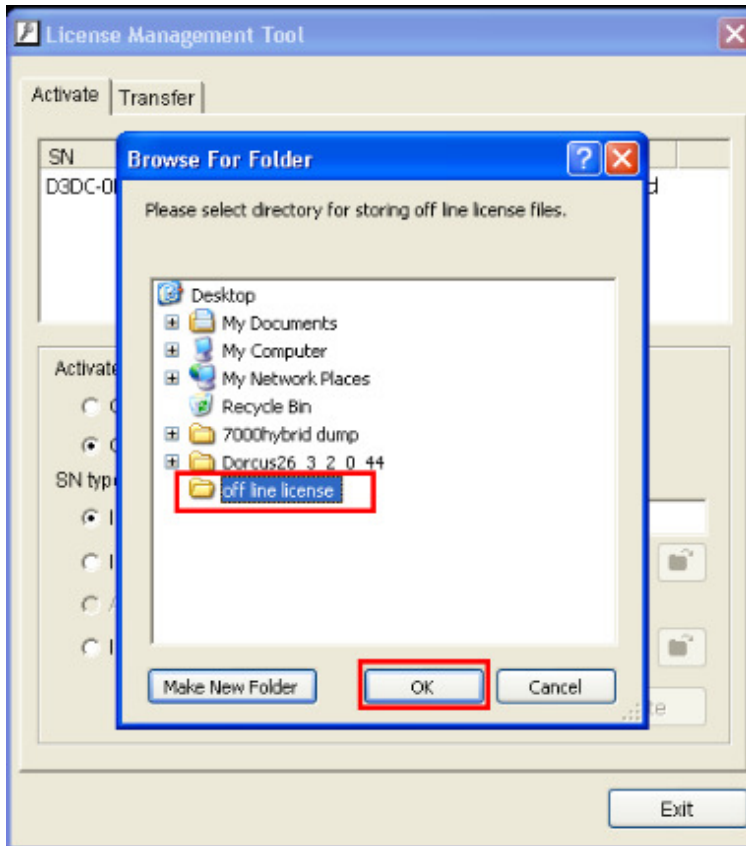 License Management Tool
Activate Transfer
SN
Browse For Folder
D3DC-0
Please select directory for storing off line license files.
Desktop
My Documents
My Computer
My Network Places
Recycle Bin
7000hybrid dump
Dorcus26_3_2_0_44
off line license
Activate
SN type
Make New Folder OK Cancel
Exit